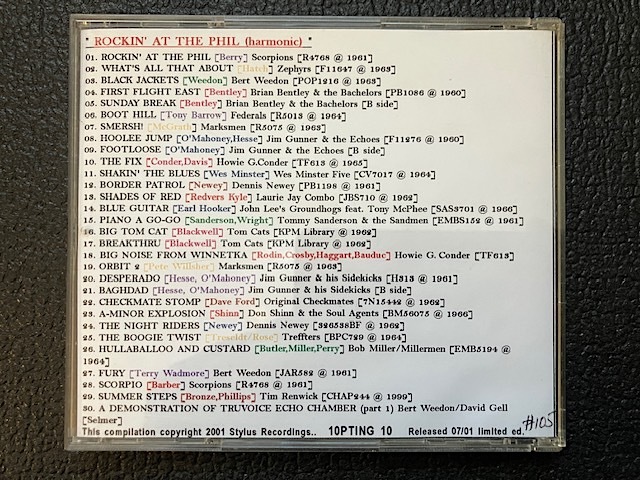 " ROCKIN' AT THE PHIL (harmonic) "
01. ROCKIN' AT THE PHIL [Berry] Scorpions [R4768 @ 1961]
02. WHAT'S ALL THAT ABOUT [Hatch] Zephyrs [F11647 @ 1963]
03. BLACK JACKETS [Weedon] Bert Weedon [POP1216 @ 1963]
04. FIRST FLIGHT EAST [Bentley] Brian Bentley & the Bachelors [PB1086 @ 1960]
05. SUNDAY BREAK [Bentley] Brian Bentley & the Bachelors [B side]
06. BOOT HILL [Tony Barrow] Federals [R5013 @ 1964]
07. SMERSH! [McGrath] Marksmen [R5075 @ 1963]
08. HOOLEE JUMP [O'Mahoney,Hesse] Jim Gunner & the Echoes [F11276 @ 1960]
09. FOOTLOOSE [O'Mahoney] Jim Gunner & the Echoes [B side]
10. THE FIX [Conder,Davis] Howie G.Conder [TF613 @ 1965]
11. SHAKIN' THE BLUES [Wes Minster] Wes Minster Five [CV7017 @ 1964]
12. BORDER PATROL [Newey] Dennis Newey [PB1198 @ 1961]
13. SHADES OF RED [Redvers Kyle] Laurie Jay Combo [JBS710 @ 1962]
14. BLUE GUITAR [Earl Hooker] John Lee's Groundhogs feat. Tony McPhee [SAS3701 @ 1966]
15. PIANO A GO-GO [Sanderson,Wright] Tommy Sanderson & the Sandmen [EMBS152 @ 1961]
16. BIG TOM CAT [Blackwell] Tom Cats [KPM Library @ 1962]
17. BREAKTHRU [Blackwell] Tom Cats [KPM Library @ 1962]
18. BIG NOISE FROM WINNETKA [Rodin,Crosby,Haggart,Bauduc] Howie G. Conder [TF613]
19. ORBIT 2 [Pete Willsher] Marksmen [R5075 @ 1963]
20. DESPERADO [Hesse, O'Mahoney] Jim Gunner & his Sidekicks [H313 @ 1961]
21. BAGHDAD [Hesse, O'Mahoney] Jim Gunner & his Sidekicks [B side]
22. CHECKMATE STOMP [Dave Ford] Original Checkmates [7N15442 @ 1962]
23. A-MINOR EXPLOSION [Shinn] Don Shinn & the Soul Agents [BM56075 @ 1966]
24. THE NIGHT RIDERS [Newey] Dennis Newey [326538BF @ 1962]
25. THE BOOGIE TWIST [Treseldt/Rose] Treffters [BPC729 @ 1964]
26. HULLABALLOO AND CUSTARD [Butler,Miller,Perry] Bob Miller/Millermen [EMB5194 @
1964]
27. FURY [Terry Wadmore] Bert Weedon [JAR582 @ 1961]
28. SCORPIO [Barber] Scorpions [R4768 @ 1961]
29. SUMMER STEPS [Bronze,Phillips] Tim Renwick [CHAP244 @ 1999]
30. A DEMONSTRATION OF TRUVOICE ECHO CHAMBER (part 1) Bert Weedon/David Gell
[Selmer]
#105
This compilation copyright 2001 Stylus Recordings.. 10PTING 10 Released 07/01 limited ed.